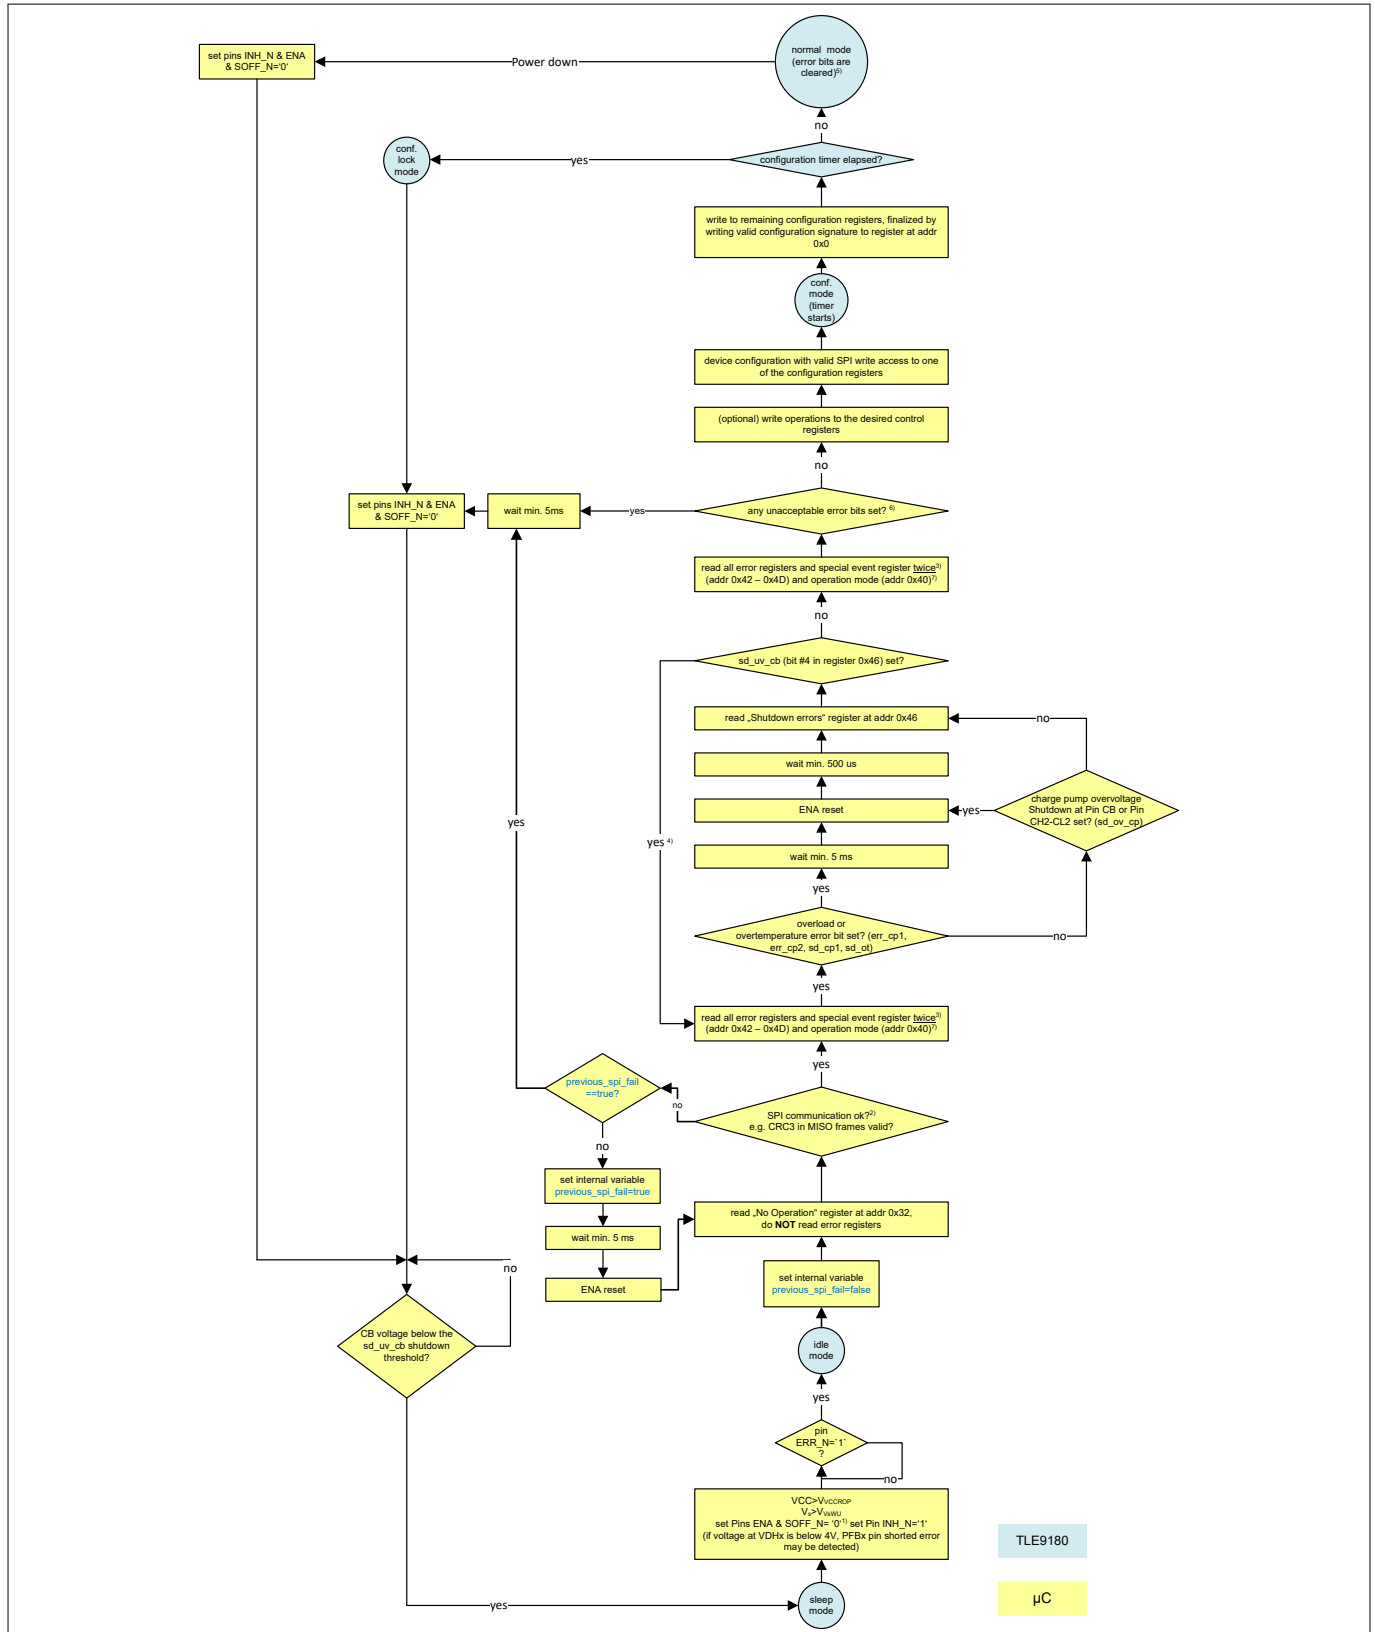 normal mode
(error bits are
cleared)5)
set pins INH_N & ENA
& SOFF_N='0'
Power down
no
conf.
lock
mode
yes
configuration timer elapsed?
write to remaining configuration registers, finalized by
writing valid configuration signature to register at addr
0x0
conf.
mode
(timer
starts)
device configuration with valid SPI write access to one
of the configuration registers
(optional) write operations to the desired control
registers
no
set pins INH_N & ENA
& SOFF_N='0'
wait min. 5ms
yes
any unacceptable error bits set? 6)
read all error registers and special event register twice3)
(addr 0x42 – 0x4D) and operation mode (addr 0x40)7)
no
sd_uv_cb (bit #4 in register 0x46) set?
read „Shutdown errors“ register at addr 0x46
no
wait min. 500 us
charge pump overvoltage
Shutdown at Pin CB or Pin
CH2-CL2 set? (sd_ov_cp)
ENA reset
yes
yes
yes 4)
wait min. 5 ms
yes
overload or
overtemperature error bit set? (err_cp1,
err_cp2, sd_cp1, sd_ot)
no
yes
read all error registers and special event register twice3)
(addr 0x42 – 0x4D) and operation mode (addr 0x40)7)
yes
previous_spi_fail
==true?
no
SPI communication ok?2)
e.g. CRC3 in MISO frames valid?
no
set internal variable
previous_spi_fail=true
read „No Operation“ register at addr 0x32,
do NOT read error registers
wait min. 5 ms
no
ENA reset
set internal variable
previous_spi_fail=false
CB voltage below the
sd_uv_cb shutdown
threshold?
idle
mode
yes
pin
ERR_N=`1`
?
no
VCC>VVCCROP
Vs>VVsWU
set Pins ENA & SOFF_N= '0'1) set Pin INH_N='1'
(if voltage at VDHx is below 4V, PFBx pin shorted error
may be detected)
TLE9180
µC
yes
sleep
mode